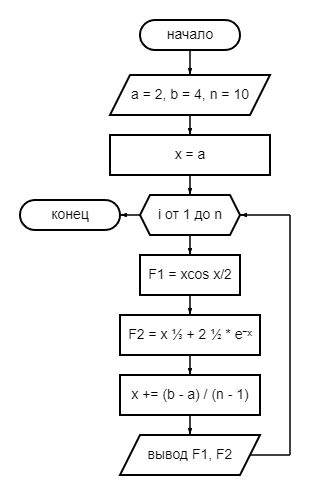 начало
a = 2, b = 4, n = 10
x = a
i от 1 до n
конец
F1 = xcos x/2
F2 = x ⅓ + 2 ½ * e⁻ˣ
x += (b - a) / (n - 1)
вывод F1, F2